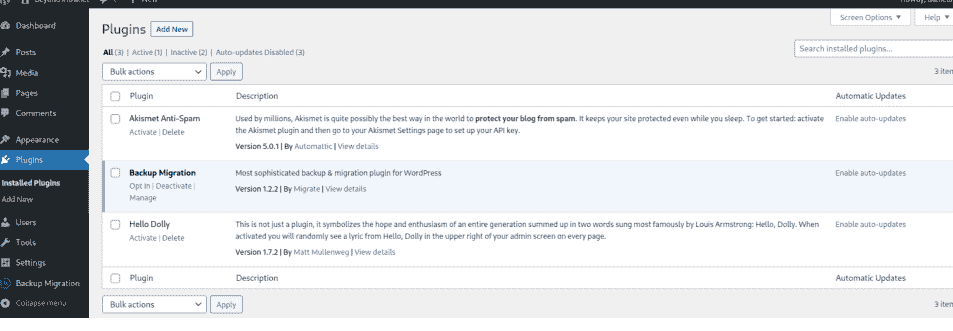 Dashboard
Posts
Media
Pages
Comments
Appearance
Plugins
Installed Plugins
Add New
Users
Tools
Settings
Backup Migration
Collapse menu
New
Screen Options ▼
Help ▼
Plugins
Add New
All (3) | Active (1) | Inactive (2) | Auto-updates Disabled (3)
Search installed plugins...
Bulk actions
Apply
Plugin Description Automatic Updates
Akismet Anti-Spam
Activate | Delete
Used by millions, Akismet is quite possibly the best way in the world to protect your blog from spam. It keeps your site protected even while you sleep. To get started: activate
the Akismet plugin and then go to your Akismet Settings page to set up your API key.
Version 5.0.1 | By Automattic | View details
Enable auto-updates
Backup Migration
Opt In | Deactivate |
Manage
Most sophisticated backup & migration plugin for WordPress
Version 1.2.2 | By Migrate | View details
Enable auto-updates
Hello Dolly
Activate | Delete
This is not just a plugin, it symbolizes the hope and enthusiasm of an entire generation summed up in two words sung most famously by Louis Armstrong: Hello, Dolly. When
activated you will randomly see a lyric from Hello, Dolly in the upper right of your admin screen on every page.
Version 1.7.2 | By Matt Mullenweg | View details
Enable auto-updates
Plugin Description Automatic Updates
Bulk actions
Apply